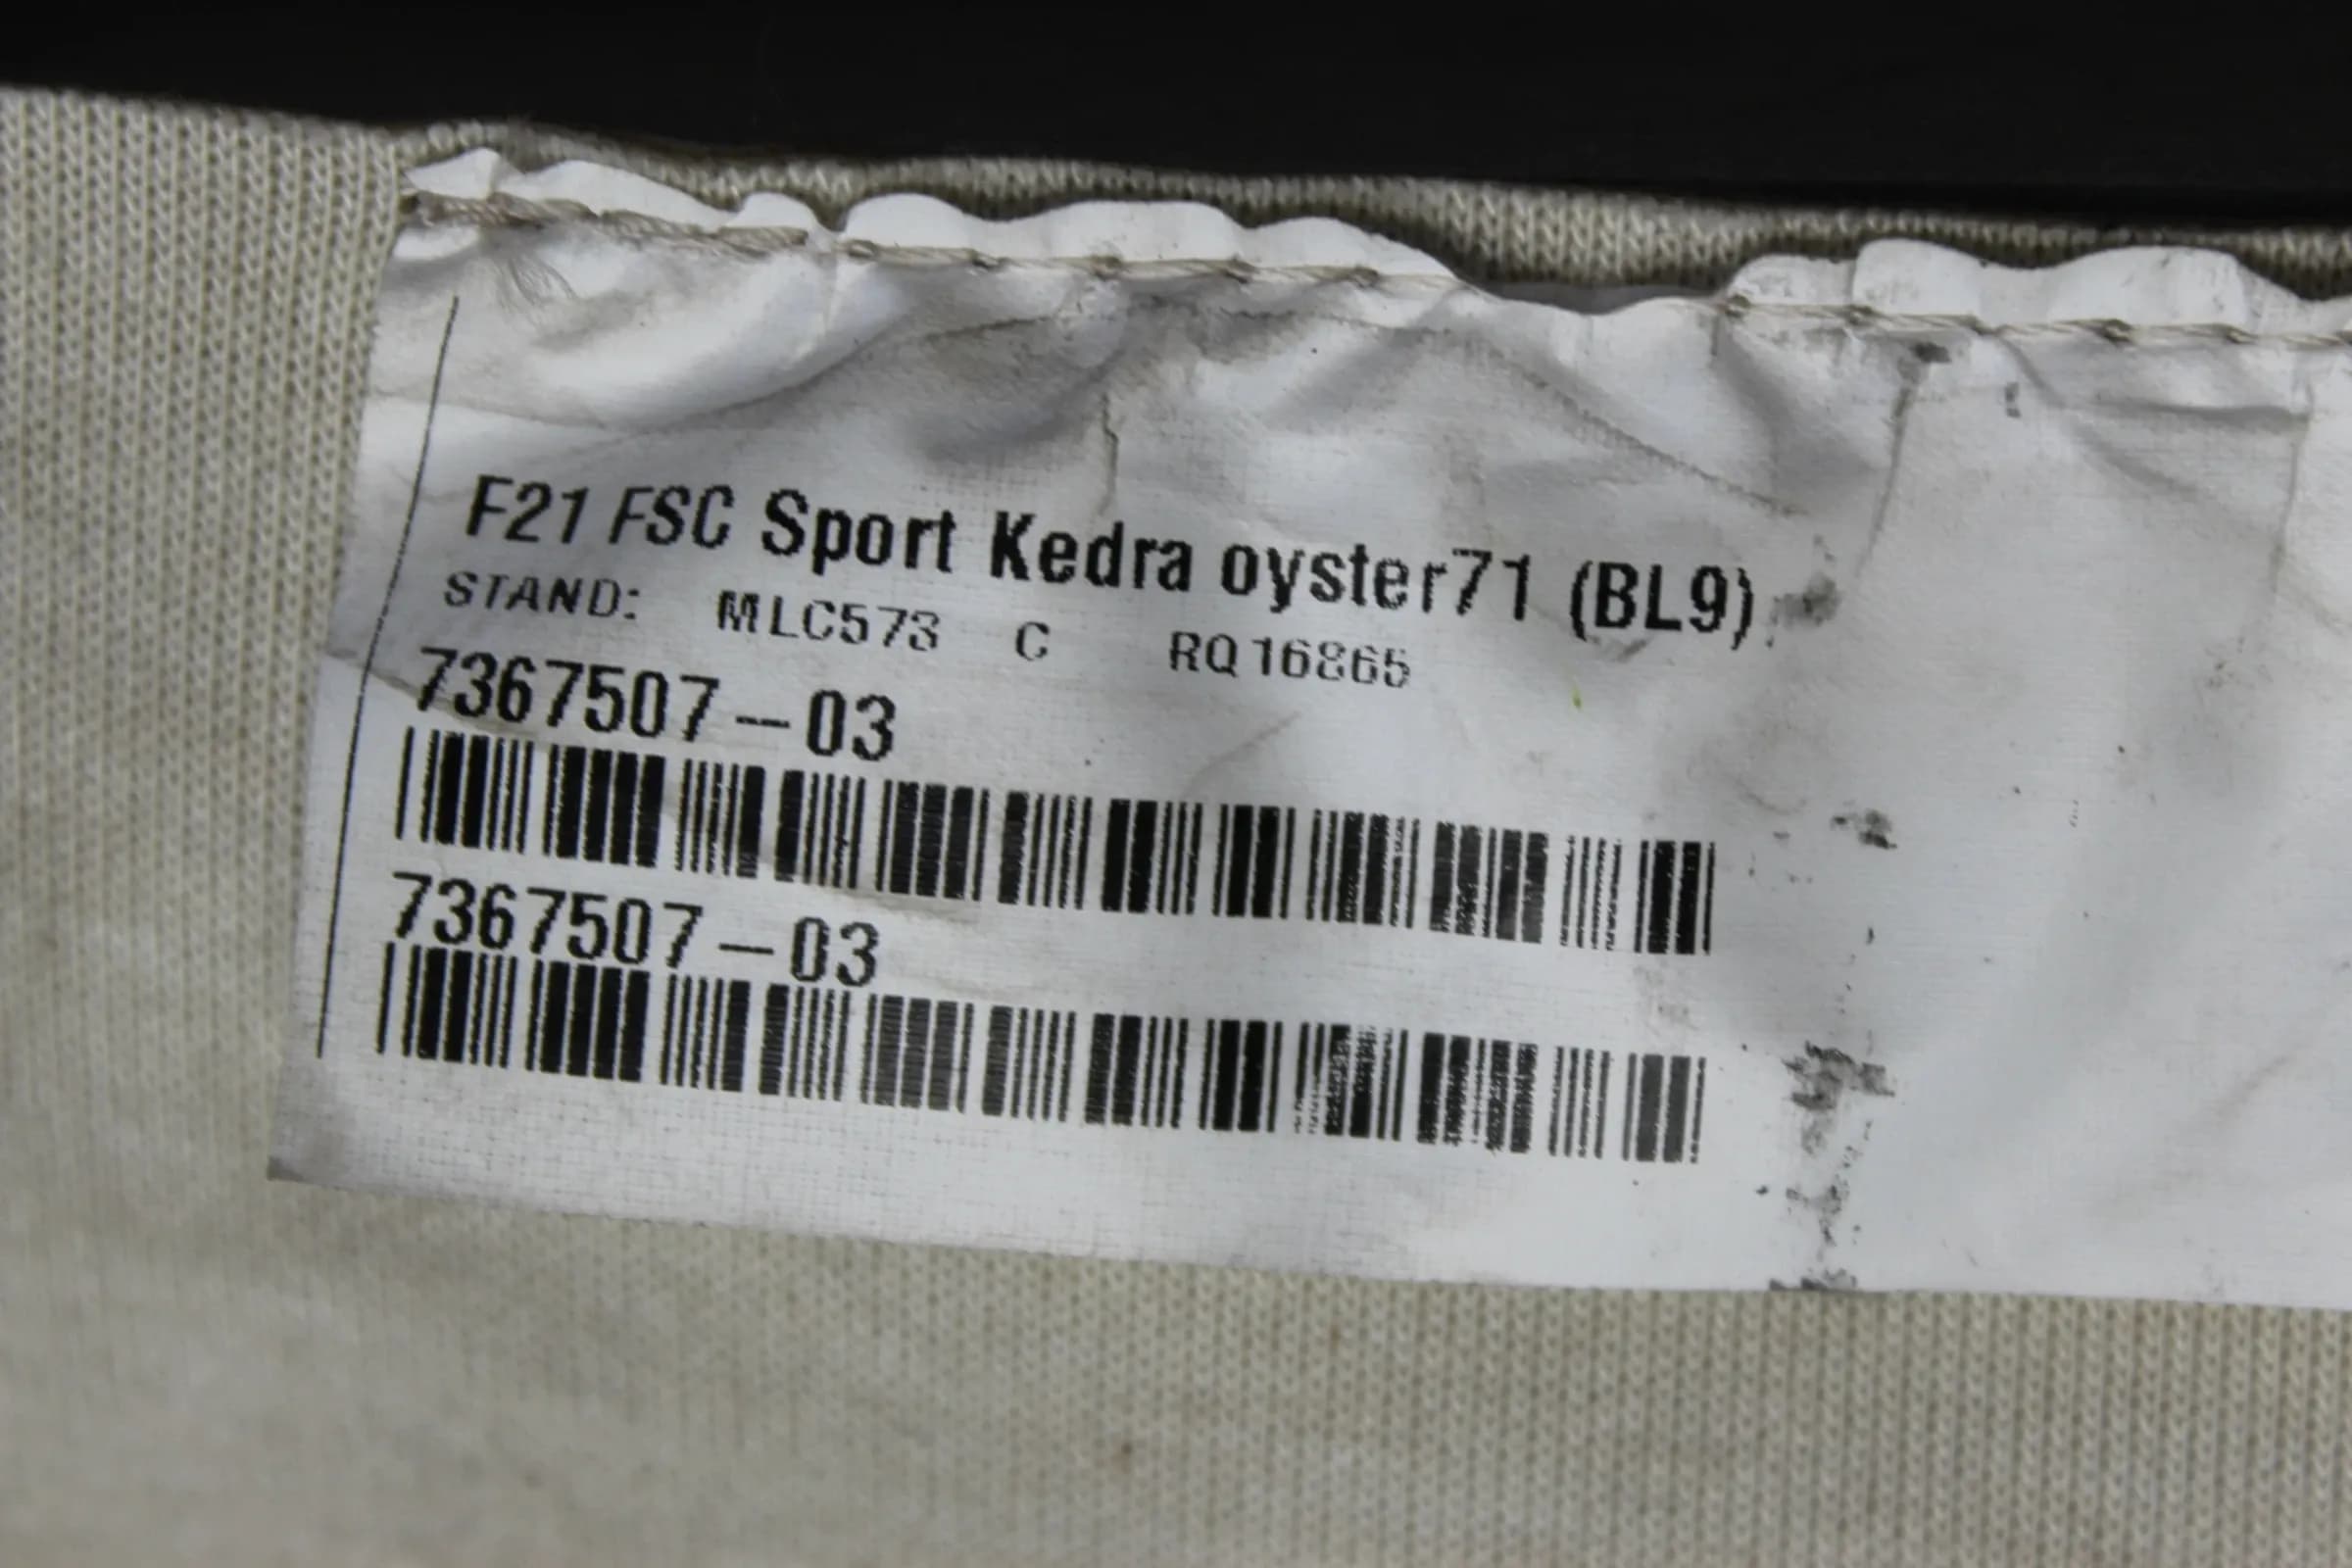 F21 FSC Sport Kedra oyster71 (BL9)
STAND: MLC573 C RQ16865
7367507-03
7367507-03